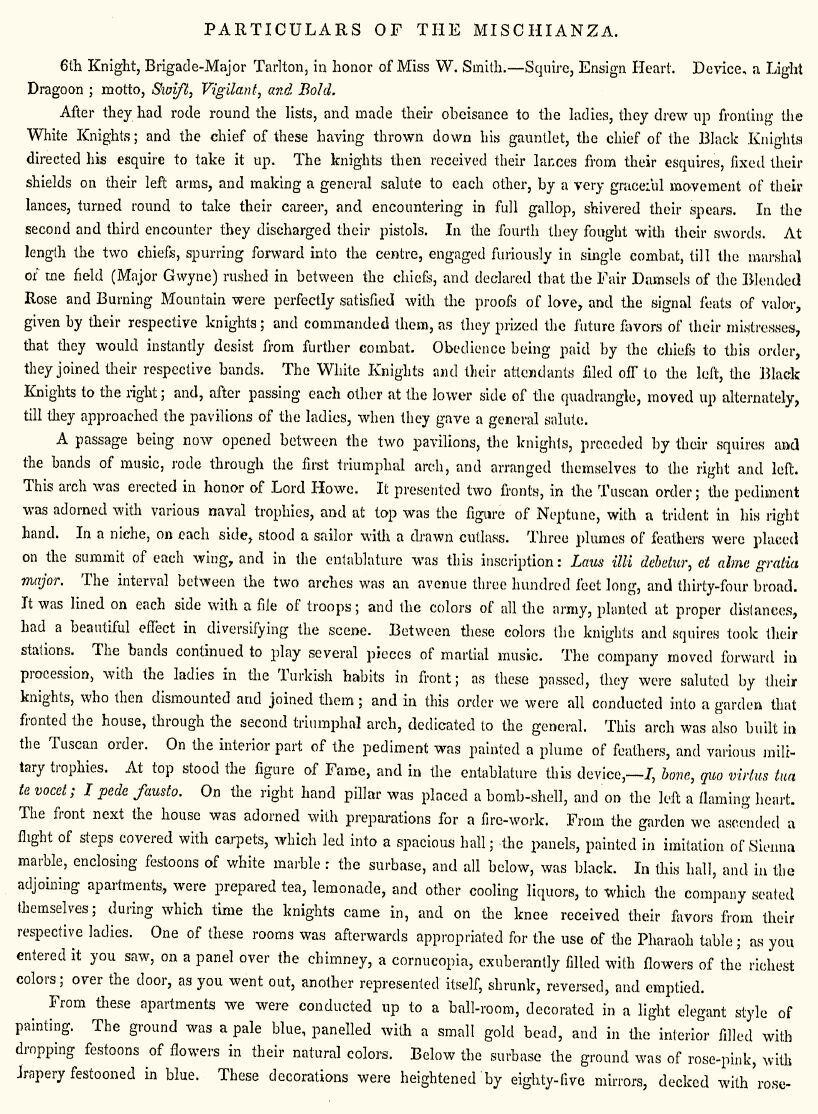 PARTICULARS OF THE MISCHIANZA.
6th Knight, Brigade-Major Tarlton, in honor of Miss W. Smith.—Squire, Ensign Heart. Device, a Light
Dragoon; motto, Swift, Vigilant, and Bold.
After they had rode round the lists, and made their obeisance to the ladies, they drew up fronting the
White Knights; and the chief of these having thrown down his gauntlet, the chief of the Black Knights
directed his esquire to take it up. The knights then received their lances from their esquires, fixed their
shields on their left arms, and making a general salute to each other, by a very graceful movement of their
lances, turned round to take their career, and encountering in full gallop, shivered their spears. In the
second and third encounter they discharged their pistols. In the fourth they fought with their swords. At
length the two chiefs, spurring forward into the centre, engaged furiously in single combat, till the marshal
of the field (Major Gwyne) rushed in between the chiefs, and declared that the Fair Damsels of the Blended
Rose and Burning Mountain were perfectly satisfied with the proofs of love, and the signal feats of valor,
given by their respective knights; and commanded them, as they prized the future favors of their mistresses,
that they would instantly desist from further combat. Obedience being paid by the chiefs to this order,
they joined their respective bands. The White Knights and their attendants filed off to the left, the Black
Knights to the right; and, after passing each other at the lower side of the quadrangle, moved up alternately,
till they approached the pavilions of the ladies, when they gave a general salute.
A passage being now opened between the two pavilions, the knights, preceded by their squires and
the bands of music, rode through the first triumphal arch, and arranged themselves to the right and left.
This arch was erected in honor of Lord Howe. It presented two fronts, in the Tuscan order; the pediment
was adorned with various naval trophies, and at top was the figure of Neptune, with a trident in his right
hand. In a niche, on each side, stood a sailor with a drawn cutlass. Three plumes of feathers were placed
on the summit of each wing, and in the entablature was this inscription: Laus illi debetur, et alme gratia
major. The interval between the two arches was an avenue three hundred feet long, and thirty-four broad.
It was lined on each side with a file of troops; and the colors of all the army, planted at proper distances,
had a beautiful effect in diversifying the scene. Between these colors the knights and squires took their
stations. The bands continued to play several pieces of martial music. The company moved forward in
procession, with the ladies in the Turkish habits in front; as these passed, they were saluted by their
knights, who then dismounted and joined them; and in this order we were all conducted into a garden that
fronted the house, through the second triumphal arch, dedicated to the general. This arch was also built in
the Tuscan order. On the interior part of the pediment was painted a plume of feathers, and various mili-
tary trophies. At top stood the figure of Fame, and in the entablature this device,—I, bone, quo virtus tua
te vocet; I pede fausto. On the right hand pillar was placed a bomb-shell, and on the left a flaming heart.
The front next the house was adorned with preparations for a fire-work. From the garden we ascended a
flight of steps covered with carpets, which led into a spacious hall; the panels, painted in imitation of Sienna
marble, enclosing festoons of white marble: the surbase, and all below, was black. In this hall, and in the
adjoining apartments, were prepared tea, lemonade, and other cooling liquors, to which the company seated
themselves; during which time the knights came in, and on the knee received their favors from their
respective ladies. One of these rooms was afterwards appropriated for the use of the Pharaoh table; as you
entered it you saw, on a panel over the chimney, a cornucopia, exuberantly filled with flowers of the richest
colors; over the door, as you went out, another represented itself, shrunk, reversed, and emptied.
From these apartments we were conducted up to a ball-room, decorated in a light elegant style of
painting. The ground was a pale blue, panelled with a small gold bead, and in the interior filled with
dropping festoons of flowers in their natural colors. Below the surbase the ground was of rose-pink, with
drapery festooned in blue. These decorations were heightened by eighty-five mirrors, decked with rose-